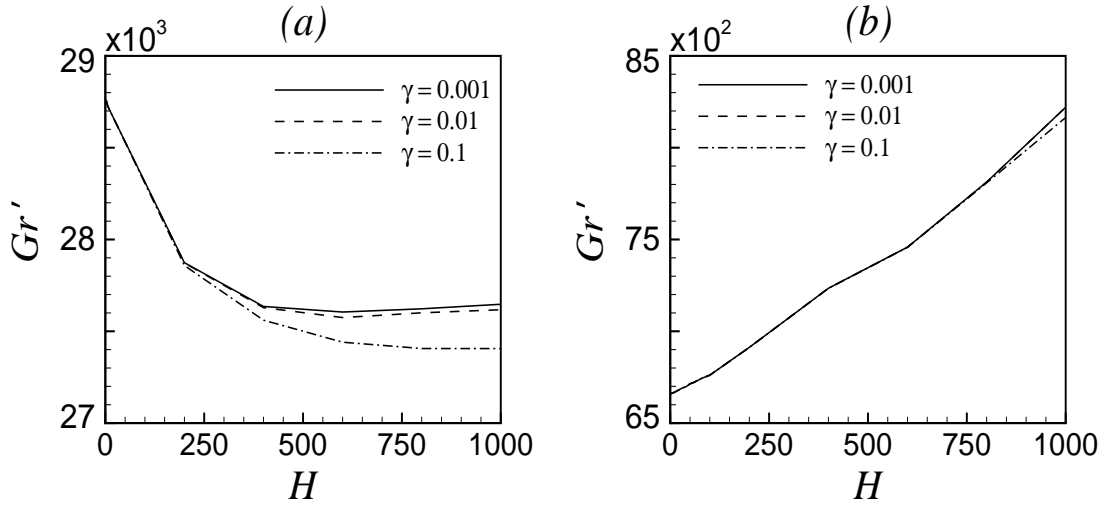 (a)
x10³
29
28
27
Gr′
γ = 0.001
γ = 0.01
γ = 0.1
0 250 500 750 1000
H
(b)
x10²
85
75
65
Gr′
γ = 0.001
γ = 0.01
γ = 0.1
0 250 500 750 1000
H